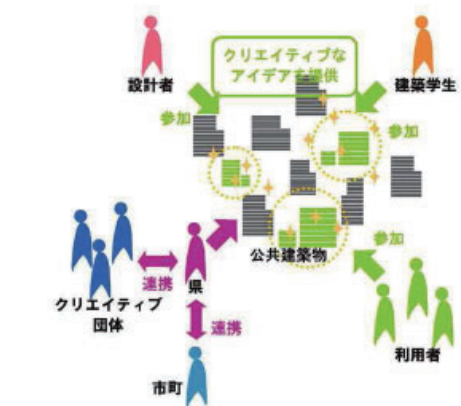 クリエイティブな
アイデアを提供
設計者
建築学生
参加
参加
公共建築物
参加
連携
県
クリエイティブ
団体
連携
利用者
市町